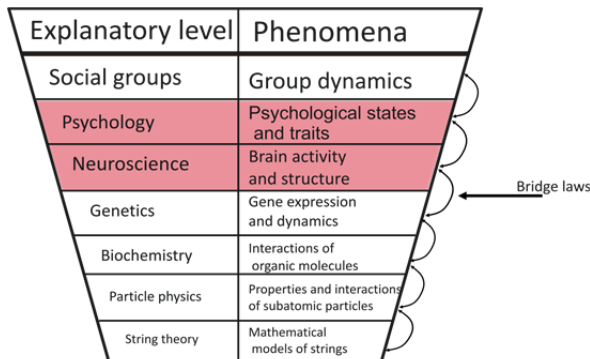 Explanatory level
Phenomena
Social groups
Group dynamics
Psychology
Psychological states
and traits
Neuroscience
Brain activity
and structure
Bridge laws
Genetics
Gene expression
and dynamics
Biochemistry
Interactions of
organic molecules
Particle physics
Properties and interactions
of subatomic particles
String theory
Mathematical
models of strings